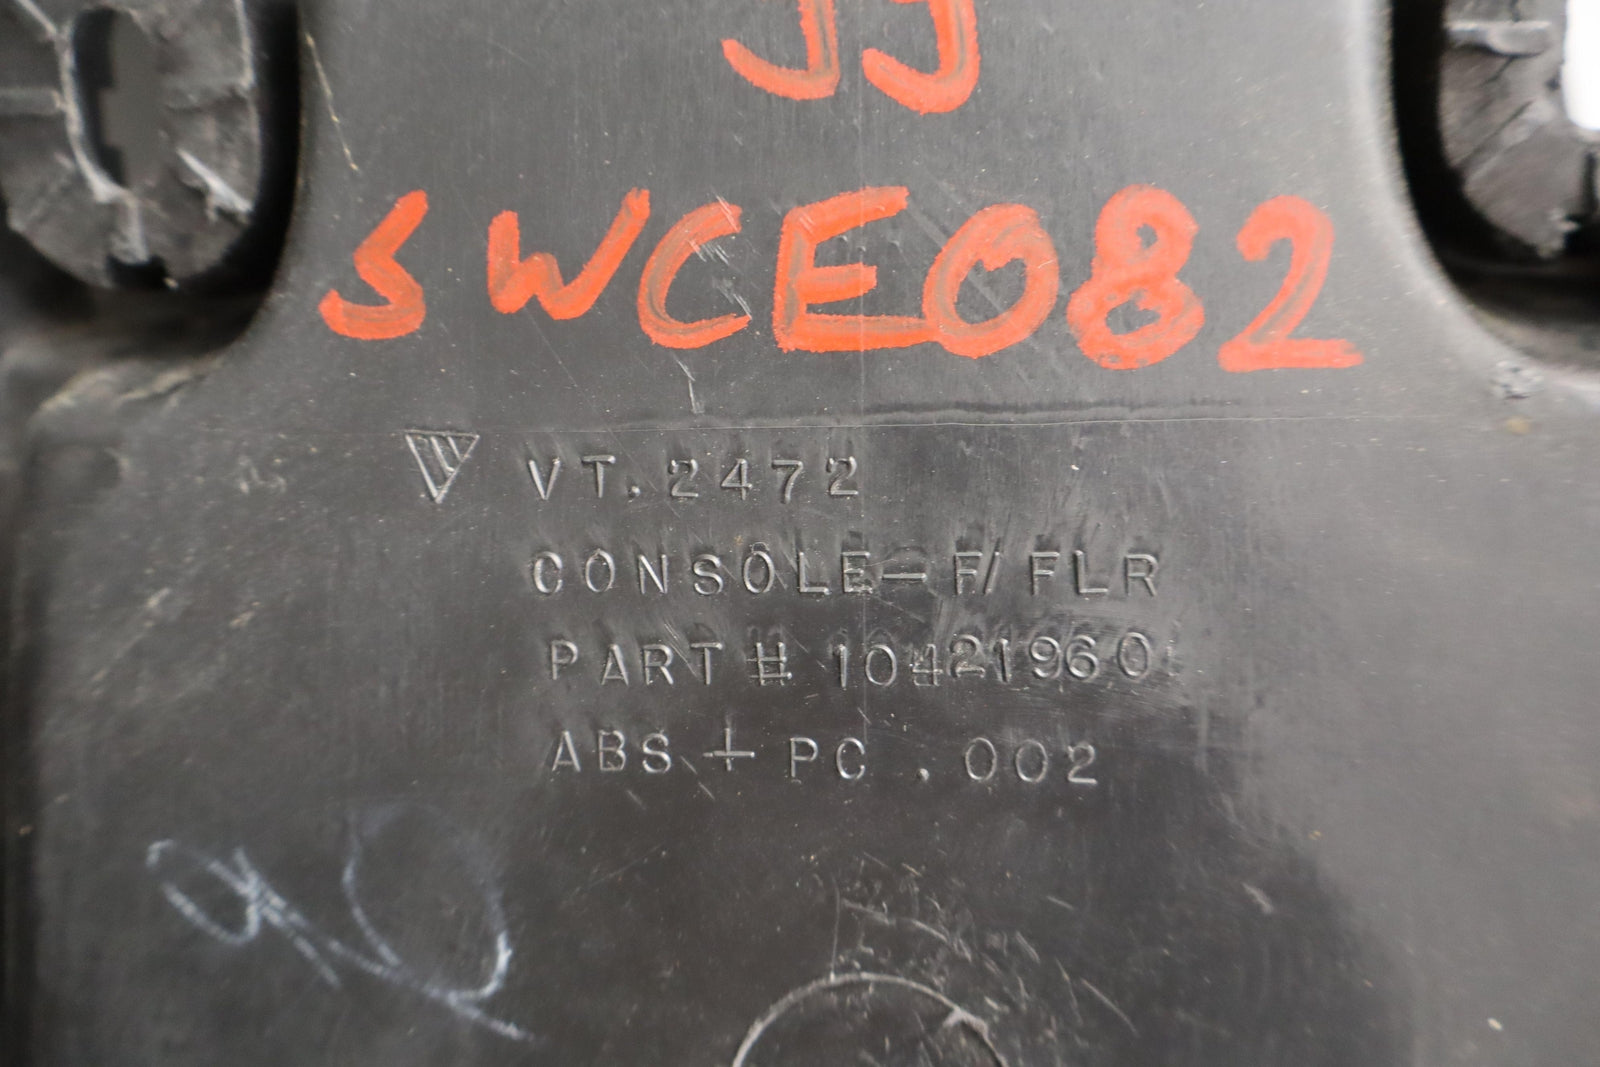 SWCE082
VT.2472
CONSOLE-F/FLR
PART# 10421960
ABS+PC .002